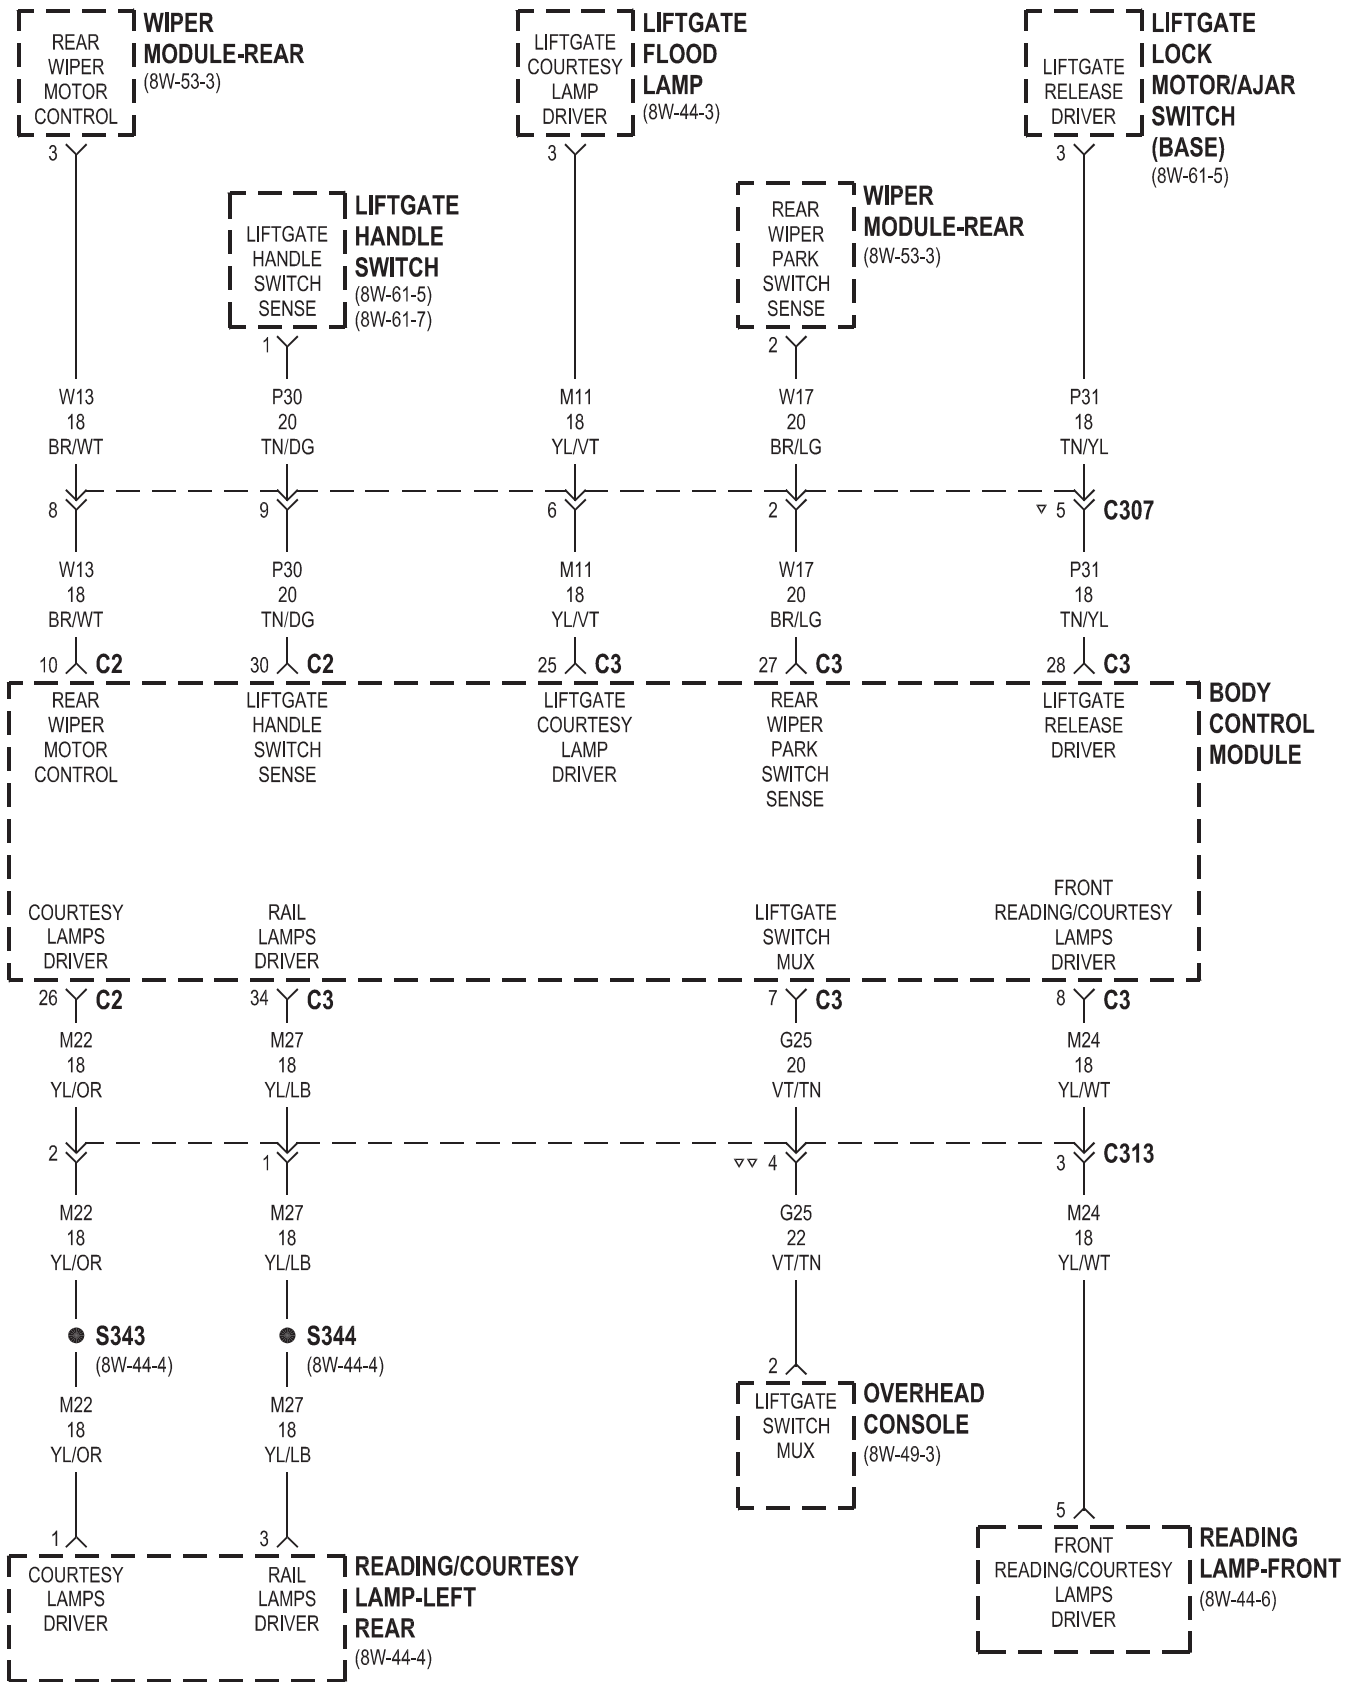 REAR
WIPER
MOTOR
CONTROL
WIPER
MODULE-REAR
(8W-53-3)
3
LIFTGATE
COURTESY
LAMP
DRIVER
LIFTGATE
FLOOD
LAMP
(8W-44-3)
3
LIFTGATE
RELEASE
DRIVER
LIFTGATE
LOCK
MOTOR/AJAR
SWITCH
(BASE)
(8W-61-5)
3
LIFTGATE
HANDLE
SWITCH
SENSE
LIFTGATE
HANDLE
SWITCH
(8W-61-5)
(8W-61-7)
1
REAR
WIPER
PARK
SWITCH
SENSE
WIPER
MODULE-REAR
(8W-53-3)
2
W13
18
BR/WT
P30
20
TN/DG
M11
18
YL/VT
W17
20
BR/LG
P31
18
TN/YL
8
9
6
2
▽ 5
C307
W13
18
BR/WT
P30
20
TN/DG
M11
18
YL/VT
W17
20
BR/LG
P31
18
TN/YL
10 C2
30 C2
25 C3
27 C3
28 C3
REAR
WIPER
MOTOR
CONTROL
LIFTGATE
HANDLE
SWITCH
SENSE
LIFTGATE
COURTESY
LAMP
DRIVER
REAR
WIPER
PARK
SWITCH
SENSE
LIFTGATE
RELEASE
DRIVER
BODY
CONTROL
MODULE
COURTESY
LAMPS
DRIVER
RAIL
LAMPS
DRIVER
LIFTGATE
SWITCH
MUX
FRONT
READING/COURTESY
LAMPS
DRIVER
26 C2
34 C3
7 C3
8 C3
M22
18
YL/OR
M27
18
YL/LB
G25
20
VT/TN
M24
18
YL/WT
2
1
▽▽ 4
3
C313
M22
18
YL/OR
M27
18
YL/LB
G25
22
VT/TN
M24
18
YL/WT
S343
(8W-44-4)
S344
(8W-44-4)
M22
18
YL/OR
M27
18
YL/LB
2
LIFTGATE
SWITCH
MUX
OVERHEAD
CONSOLE
(8W-49-3)
1
3
COURTESY
LAMPS
DRIVER
RAIL
LAMPS
DRIVER
READING/COURTESY
LAMP-LEFT
REAR
(8W-44-4)
5
FRONT
READING/COURTESY
LAMPS
DRIVER
READING
LAMP-FRONT
(8W-44-6)